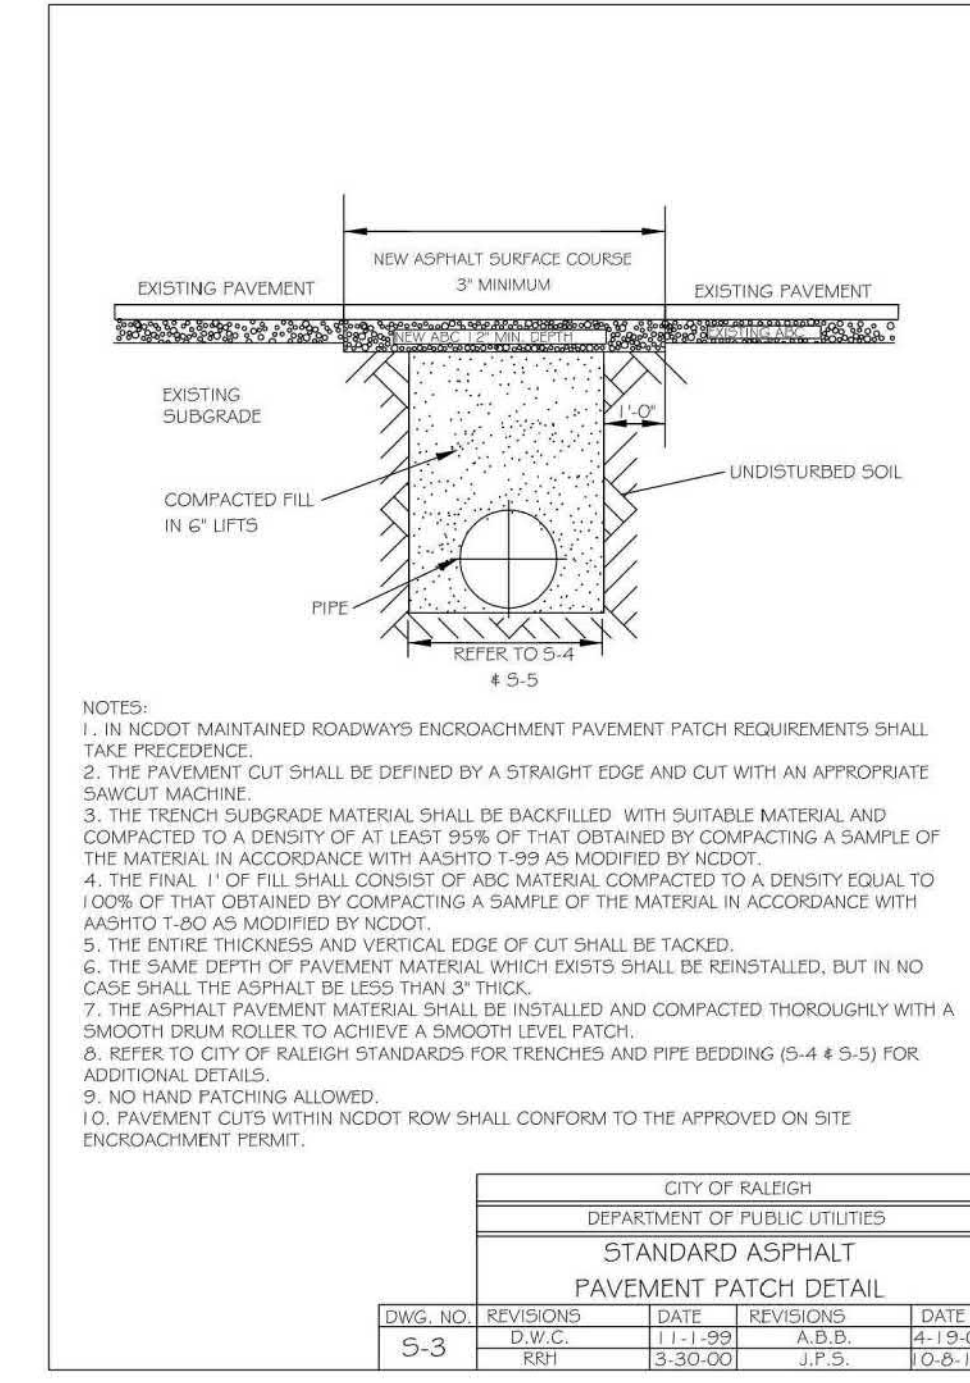 NEW ASPHALT SURFACE COURSE
3" MINIMUM
EXISTING PAVEMENT
EXISTING PAVEMENT
NEW ABC 12" MIN. DEPTH
EXISTING ABC
EXISTING
SUBGRADE
1'-0"
UNDISTURBED SOIL
COMPACTED FILL
IN 6" LIFTS
PIPE
REFER TO S-4
& S-5
NOTES:
1. IN NCDOT MAINTAINED ROADWAYS ENCROACHMENT PAVEMENT PATCH REQUIREMENTS SHALL
TAKE PRECEDENCE.
2. THE PAVEMENT CUT SHALL BE DEFINED BY A STRAIGHT EDGE AND CUT WITH AN APPROPRIATE
SAWCUT MACHINE.
3. THE TRENCH SUBGRADE MATERIAL SHALL BE BACKFILLED WITH SUITABLE MATERIAL AND
COMPACTED TO A DENSITY OF AT LEAST 95% OF THAT OBTAINED BY COMPACTING A SAMPLE OF
THE MATERIAL IN ACCORDANCE WITH AASHTO T-99 AS MODIFIED BY NCDOT.
4. THE FINAL 1' OF FILL SHALL CONSIST OF ABC MATERIAL COMPACTED TO A DENSITY EQUAL TO
100% OF THAT OBTAINED BY COMPACTING A SAMPLE OF THE MATERIAL IN ACCORDANCE WITH
AASHTO T-80 AS MODIFIED BY NCDOT.
5. THE ENTIRE THICKNESS AND VERTICAL EDGE OF CUT SHALL BE TACKED.
6. THE SAME DEPTH OF PAVEMENT MATERIAL WHICH EXISTS SHALL BE REINSTALLED, BUT IN NO
CASE SHALL THE ASPHALT BE LESS THAN 3" THICK.
7. THE ASPHALT PAVEMENT MATERIAL SHALL BE INSTALLED AND COMPACTED THOROUGHLY WITH A
SMOOTH DRUM ROLLER TO ACHIEVE A SMOOTH LEVEL PATCH.
8. REFER TO CITY OF RALEIGH STANDARDS FOR TRENCHES AND PIPE BEDDING (S-4 & S-5) FOR
ADDITIONAL DETAILS.
9. NO HAND PATCHING ALLOWED.
10. PAVEMENT CUTS WITHIN NCDOT ROW SHALL CONFORM TO THE APPROVED ON SITE
ENCROACHMENT PERMIT.
CITY OF RALEIGH
DEPARTMENT OF PUBLIC UTILITIES
STANDARD ASPHALT
PAVEMENT PATCH DETAIL
DWG. NO. REVISIONS DATE REVISIONS DATE
S-3 D.W.C. 11-1-99 A.B.B.
RRH 3-30-00 J.P.S.